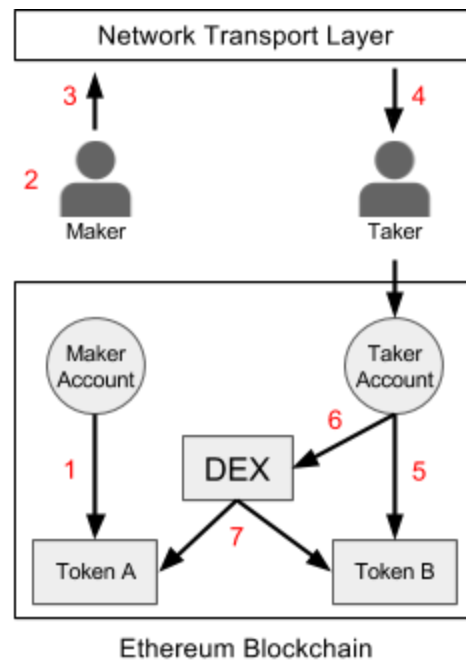 Network Transport Layer
3
4
2
Maker
Taker
Maker
Account
Taker
Account
6
DEX
1
5
7
Token A
Token B
Ethereum Blockchain